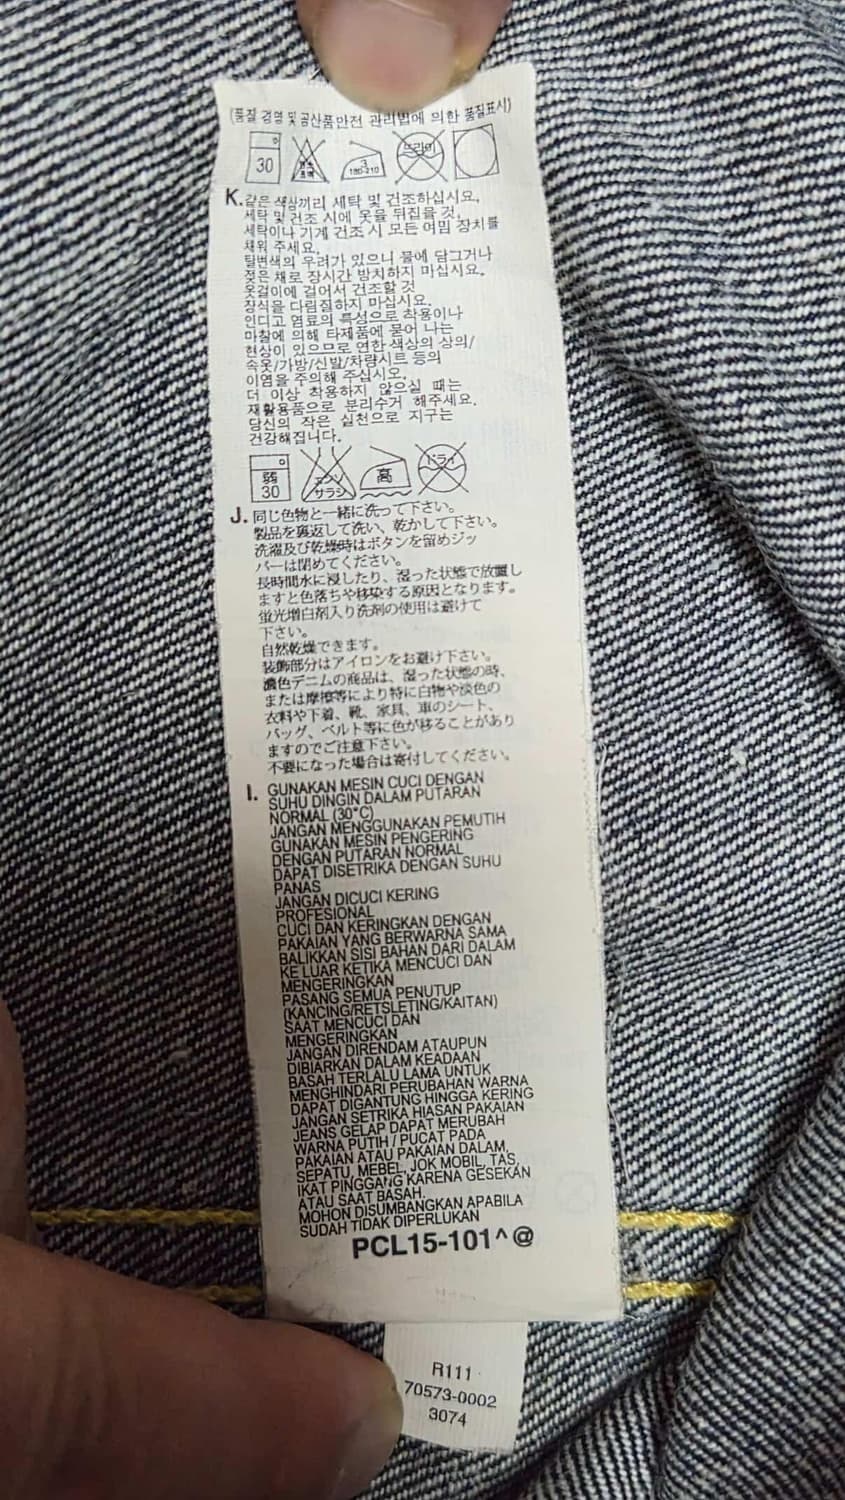 (품질 경영 및 공산품안전 관리법에 의한 품질표시)
30
염소
표백
3
180-210
드라이
K. 같은 색상끼리 세탁 및 건조하십시요.
세탁 및 건조 시에 옷을 뒤집을 것,
세탁이나 기계 건조 시 모든 여밈 장치를
채워 주세요.
탈변색의 우려가 있으니 물에 담그거나
젖은 채로 장시간 방치하지 마십시요.
옷걸이에 걸어서 건조할 것
장식을 다림질하지 마십시요.
인디고 염료의 특성으로 착용이나
마찰에 의해 타제품에 묻어 나는
현상이 있으므로 연한 색상의 상의/
속옷/가방/신발/차량시트 등의
이염을 주의해 주십시오.
더 이상 착용하지 않으실 때는
재활용품으로 분리수거 해주세요.
당신의 작은 실천으로 지구는
건강해집니다.
弱
30
エンソ
サラシ
高
ドライ
J. 同じ色物と一緒に洗って下さい。
製品を裏返して洗い、乾かして下さい。
洗濯及び乾燥時はボタンを留めジッ
パーは閉めてください。
長時間水に浸したり、湿った状態で放置し
ますと色落ちや移染する原因となります。
蛍光増白剤入り洗剤の使用は避けて
下さい。
自然乾燥できます。
装飾部分はアイロンをお避け下さい。
濃色デニムの商品は、湿った状態の時、
または摩擦等により特に白物や淡色の
衣料や下着、靴、家具、車のシート、
バッグ、ベルト等に色が移ることがあり
ますのでご注意下さい。
不要になった場合は寄付してください。
I. GUNAKAN MESIN CUCI DENGAN
SUHU DINGIN DALAM PUTARAN
NORMAL (30°C)
JANGAN MENGGUNAKAN PEMUTIH
GUNAKAN MESIN PENGERING
DENGAN PUTARAN NORMAL
DAPAT DISETRIKA DENGAN SUHU
PANAS
JANGAN DICUCI KERING
PROFESIONAL
CUCI DAN KERINGKAN DENGAN
PAKAIAN YANG BERWARNA SAMA
BALIKKAN SISI BAHAN DARI DALAM
KE LUAR KETIKA MENCUCI DAN
MENGERINGKAN
PASANG SEMUA PENUTUP
(KANCING/RETSLETING/KAITAN)
SAAT MENCUCI DAN
MENGERINGKAN
JANGAN DIRENDAM ATAUPUN
DIBIARKAN DALAM KEADAAN
BASAH TERLALU LAMA UNTUK
MENGHINDARI PERUBAHAN WARNA
DAPAT DIGANTUNG HINGGA KERING
JANGAN SETRIKA HIASAN PAKAIAN
JEANS GELAP DAPAT MERUBAH
WARNA PUTIH / PUCAT PADA
PAKAIAN ATAU PAKAIAN DALAM,
SEPATU, MEBEL, JOK MOBIL, TAS,
IKAT PINGGANG KARENA GESEKAN
ATAU SAAT BASAH.
MOHON DISUMBANGKAN APABILA
SUDAH TIDAK DIPERLUKAN
PCL15-101^@
R111
70573-0002
3074